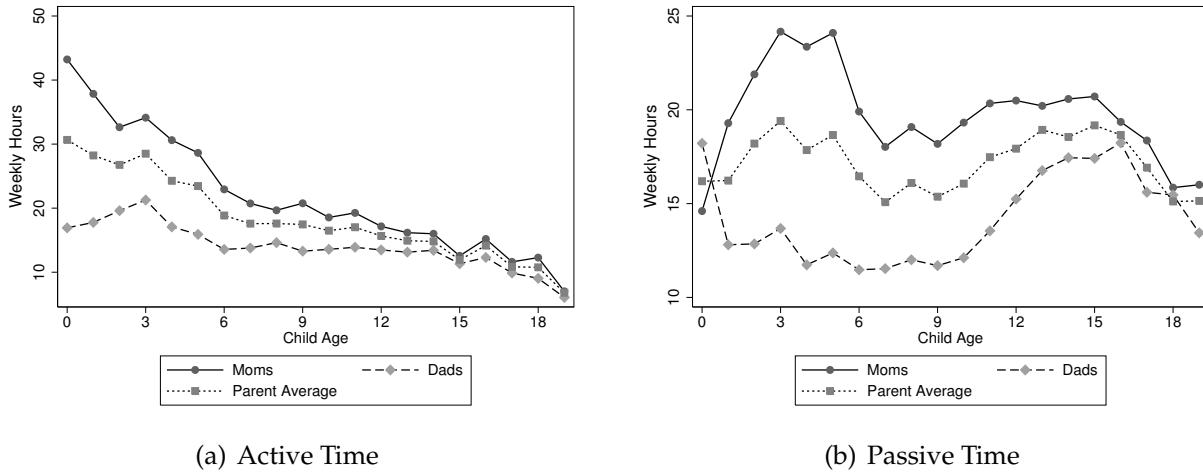 50
40
30
20
10
Weekly Hours
0 3 6 9 12 15 18
Child Age
Moms Dads
Parent Average
(a) Active Time
25
20
15
10
Weekly Hours
0 3 6 9 12 15 18
Child Age
Moms Dads
Parent Average
(b) Passive Time